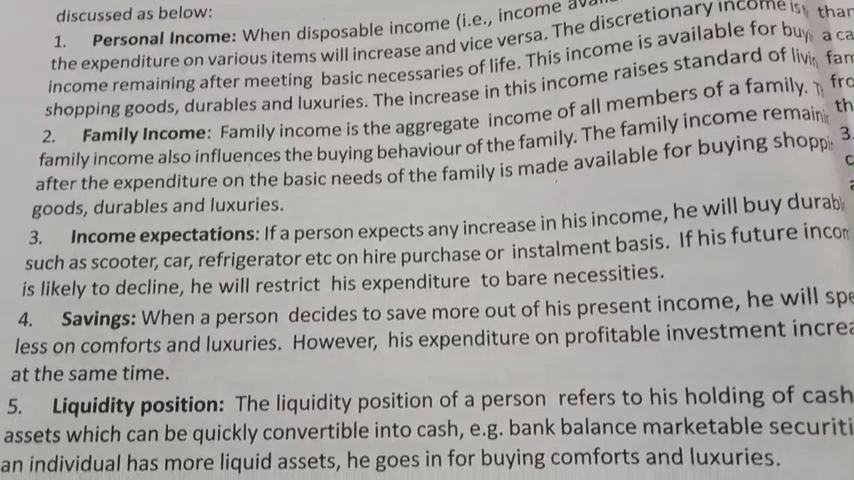 discussed as below:
1. Personal Income: When disposable income (i.e., income
the expenditure on various items will increase and vice versa. The discretionary income is
income remaining after meeting basic necessaries of life. This income is available for buy
shopping goods, durables and luxuries. The increase in this income raises standard of
2. Family Income: Family income is the aggregate income of all members of a family.
family income also influences the buying behaviour of the family. The family income
after the expenditure on the basic needs of the family is made available for buying
goods, durables and luxuries.
3. Income expectations: If a person expects any increase in his income, he will buy
such as scooter, car, refrigerator etc on hire purchase or instalment basis. If his future
is likely to decline, he will restrict his expenditure to bare necessities.
4. Savings: When a person decides to save more out of his present income, he will
less on comforts and luxuries. However, his expenditure on profitable investment
at the same time.
5. Liquidity position: The liquidity position of a person refers to his holding of cash
assets which can be quickly convertible into cash, e.g. bank balance marketable
an individual has more liquid assets, he goes in for buying comforts and luxuries.
than
a ca
3.